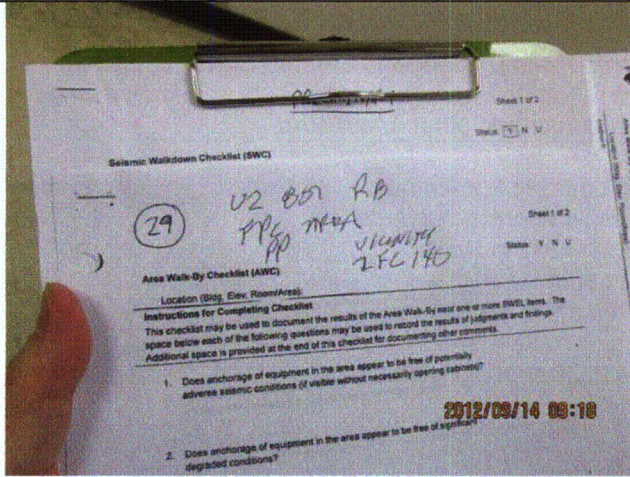 Sheet 1 of 2
Status: Y N U
Seismic Walkdown Checklist (SWC)
29
U2 RB
AREA
PP
VICINITY
Sheet 1 of 2
Status: Y N U
Area Walk-By Checklist (AWC)
Location (Bldg, Elev, Room/Area):
Instructions for Completing Checklist
This checklist may be used to document the results of the Area Walk-By near one or more SWEL items. The
space below each of the following questions may be used to record the results of judgments and findings.
Additional space is provided at the end of this checklist for documenting other comments.
1. Does anchorage of equipment in the area appear to be free of potentially
adverse seismic conditions (if visible without necessarily opening cabinets)?
2012/09/14 09:18
2. Does anchorage of equipment in the area appear to be free of significant
degraded conditions?